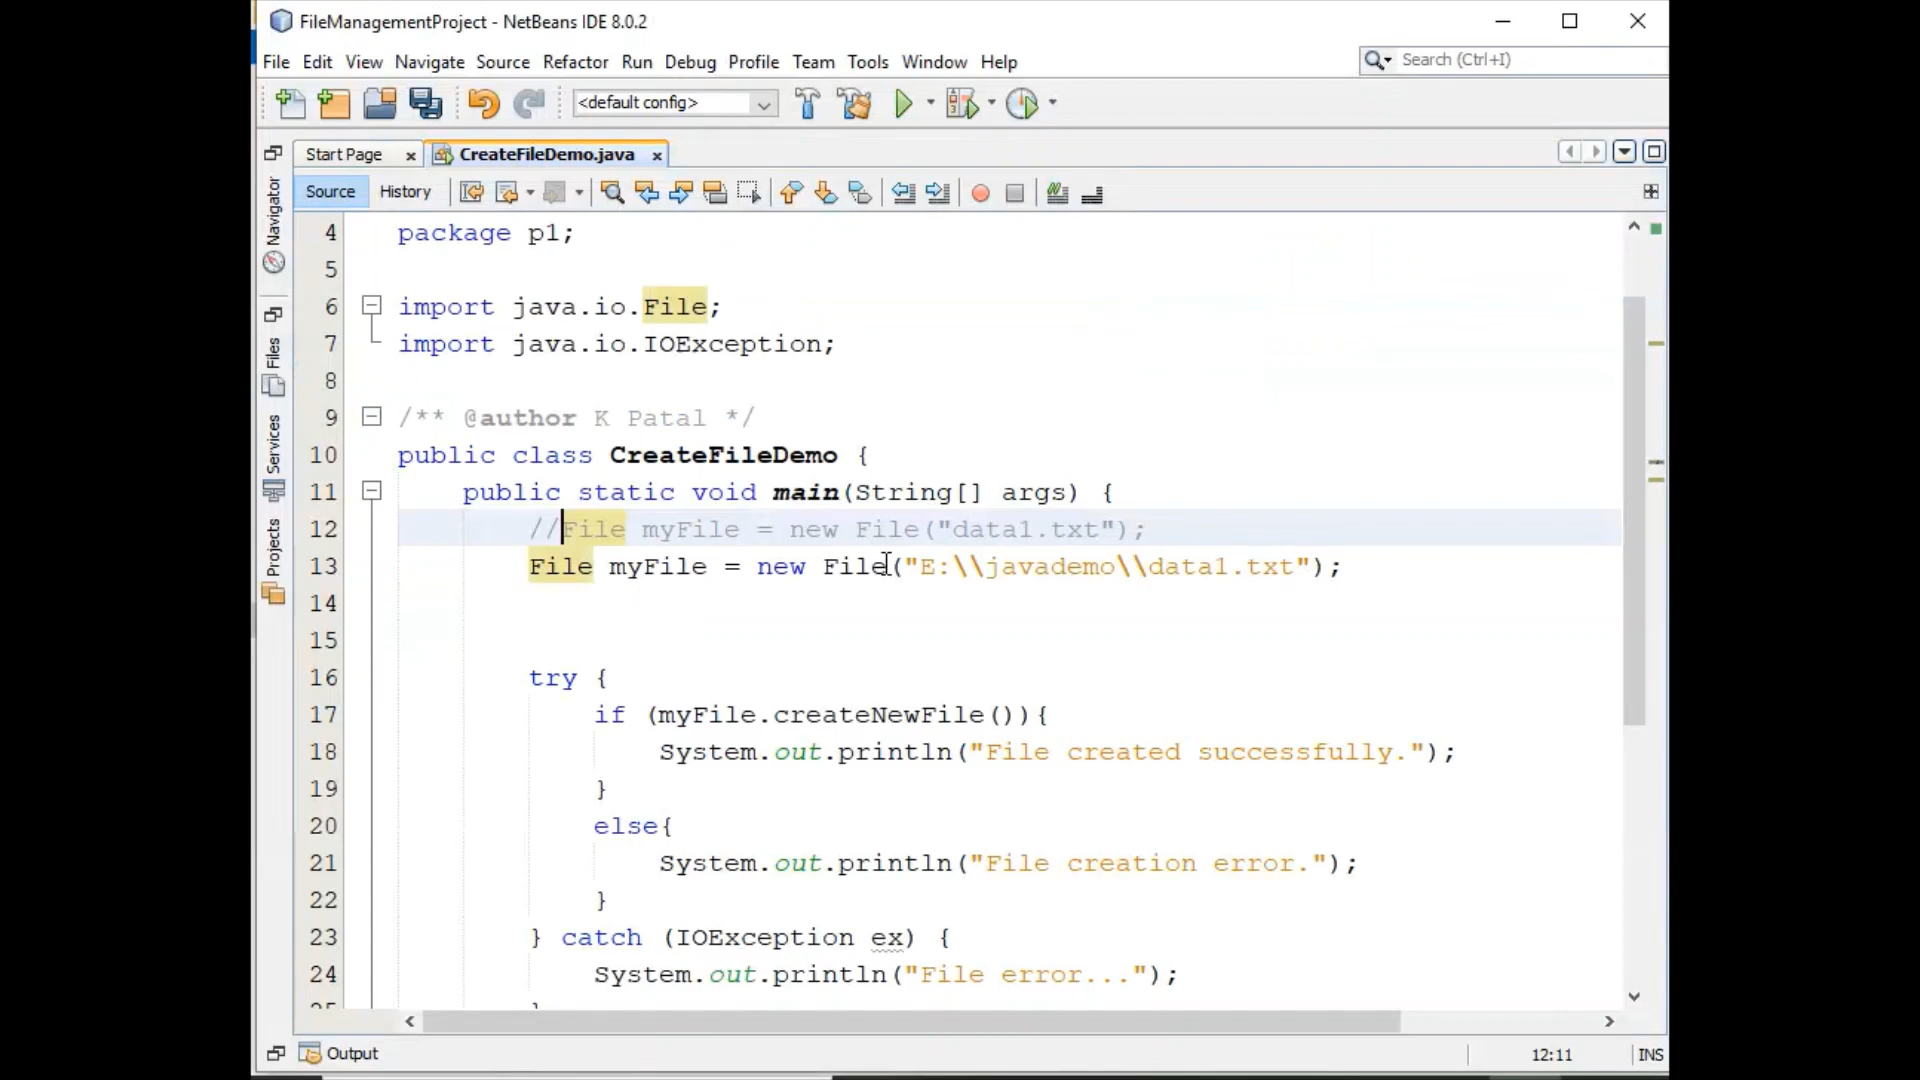 FileManagementProject - NetBeans IDE 8.0.2
File Edit View Navigate Source Refactor Run Debug Profile Team Tools Window Help
Search (Ctrl+I)
<default config>
Start Page
CreateFileDemo.java
Source History
Navigator
Files
Services
Projects
4 package p1;
5
6 import java.io.File;
7 import java.io.IOException;
8
9 /** @author K Patal */
10 public class CreateFileDemo {
11 public static void main(String[] args) {
12 //File myFile = new File("data1.txt");
13 File myFile = new File("E:\\javademo\\data1.txt");
14
15
16 try {
17 if (myFile.createNewFile()){
18 System.out.println("File created successfully.");
19 }
20 else{
21 System.out.println("File creation error.");
22 }
23 } catch (IOException ex) {
24 System.out.println("File error...");
Output
12:11 INS